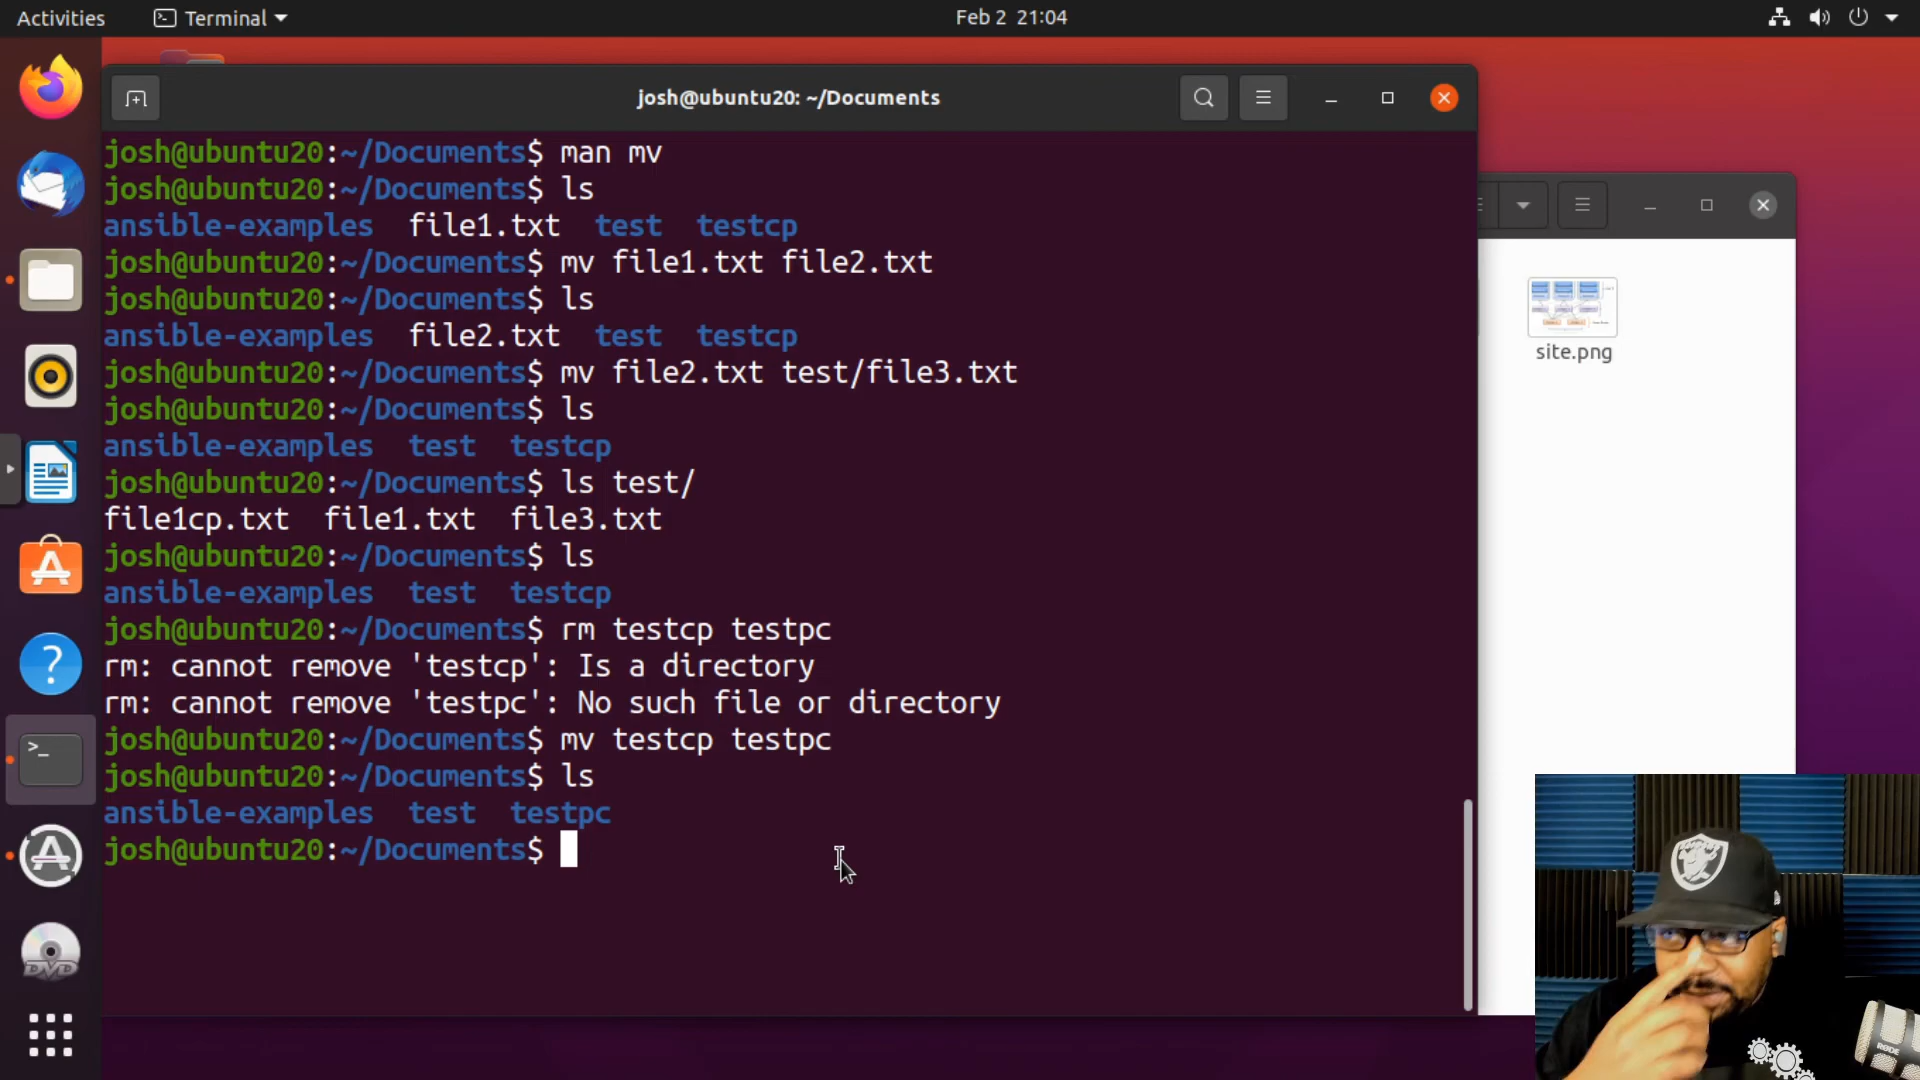 Activities
Terminal
Feb 2 21:04
josh@ubuntu20: ~/Documents
josh@ubuntu20:~/Documents$ man mv
josh@ubuntu20:~/Documents$ ls
ansible-examples file1.txt test testcp
josh@ubuntu20:~/Documents$ mv file1.txt file2.txt
josh@ubuntu20:~/Documents$ ls
ansible-examples file2.txt test testcp
josh@ubuntu20:~/Documents$ mv file2.txt test/file3.txt
josh@ubuntu20:~/Documents$ ls
ansible-examples test testcp
josh@ubuntu20:~/Documents$ ls test/
file1cp.txt file1.txt file3.txt
josh@ubuntu20:~/Documents$ ls
ansible-examples test testcp
josh@ubuntu20:~/Documents$ rm testcp testpc
rm: cannot remove 'testcp': Is a directory
rm: cannot remove 'testpc': No such file or directory
josh@ubuntu20:~/Documents$ mv testcp testpc
josh@ubuntu20:~/Documents$ ls
ansible-examples test testpc
josh@ubuntu20:~/Documents$
site.png
>_
DVD
RØDE